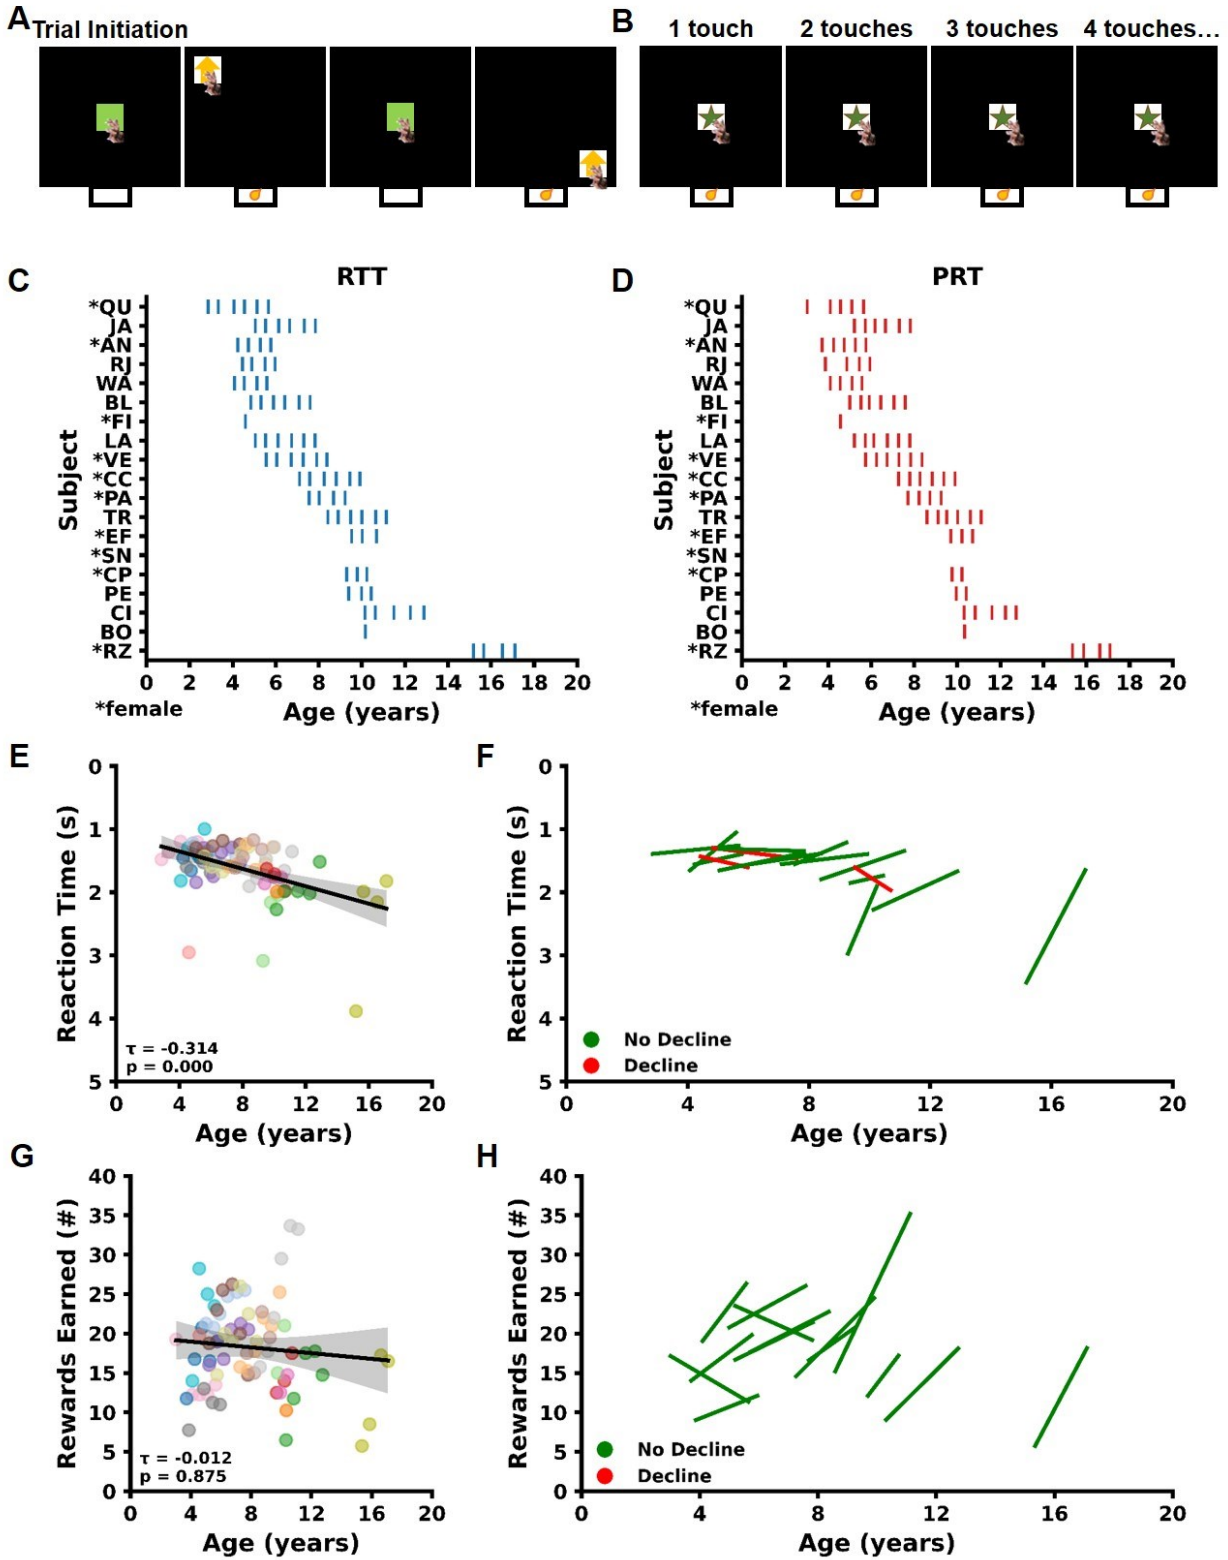 A
Trial Initiation
B
1 touch 2 touches 3 touches 4 touches…
C
RTT
Subject
*QU
JA
*AN
RJ
WA
BL
*FI
LA
*VE
*CC
*PA
TR
*EF
*SN
*CP
PE
CI
BO
*RZ
0 2 4 6 8 10 12 14 16 18 20
*female
Age (years)
D
PRT
Subject
*QU
JA
*AN
RJ
WA
BL
*FI
LA
*VE
*CC
*PA
TR
*EF
*SN
*CP
PE
CI
BO
*RZ
0 2 4 6 8 10 12 14 16 18 20
*female
Age (years)
E
Reaction Time (s)
0
1
2
3
4
5
τ = -0.314
p = 0.000
0 4 8 12 16 20
Age (years)
F
Reaction Time (s)
0
1
2
3
4
5
No Decline
Decline
0 4 8 12 16 20
Age (years)
G
Rewards Earned (#)
40
35
30
25
20
15
10
5
0
τ = -0.012
p = 0.875
0 4 8 12 16 20
Age (years)
H
Rewards Earned (#)
40
35
30
25
20
15
10
5
0
No Decline
Decline
0 4 8 12 16 20
Age (years)